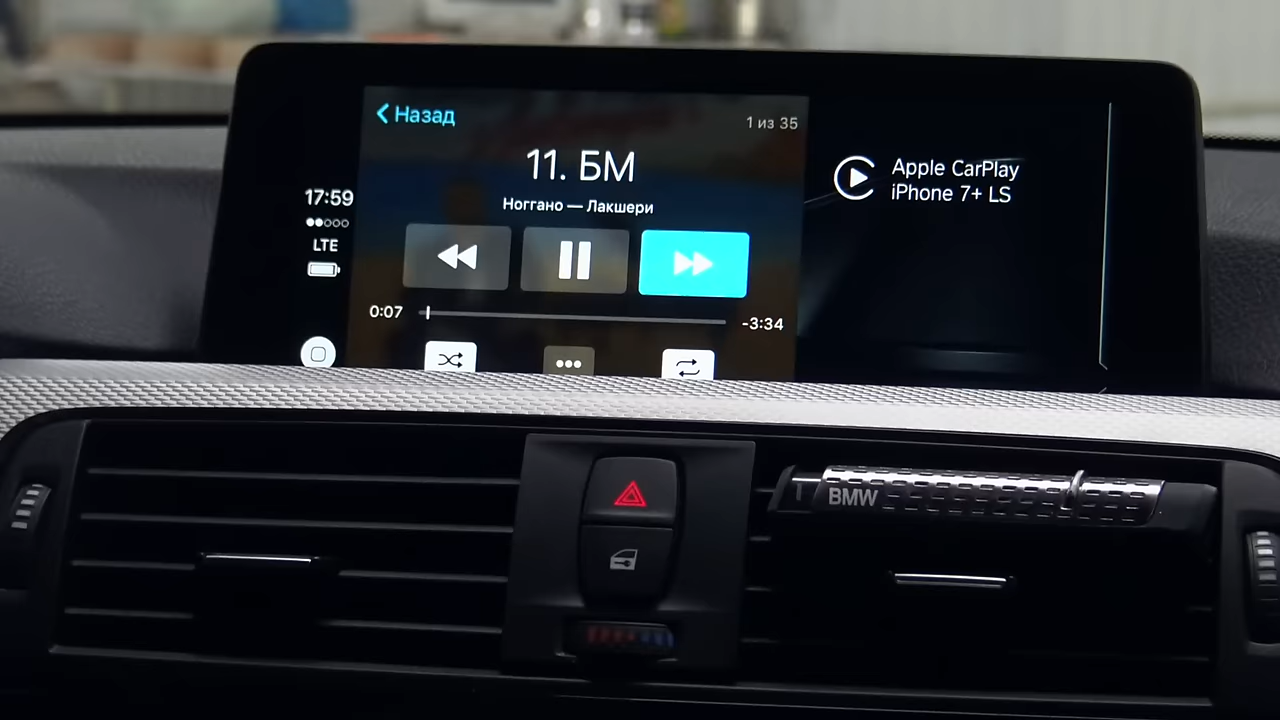 Назад
1 из 35
11. БМ
Ноггано — Лакшери
17:59
LTE
0:07
-3:34
Apple CarPlay
iPhone 7+ LS
BMW